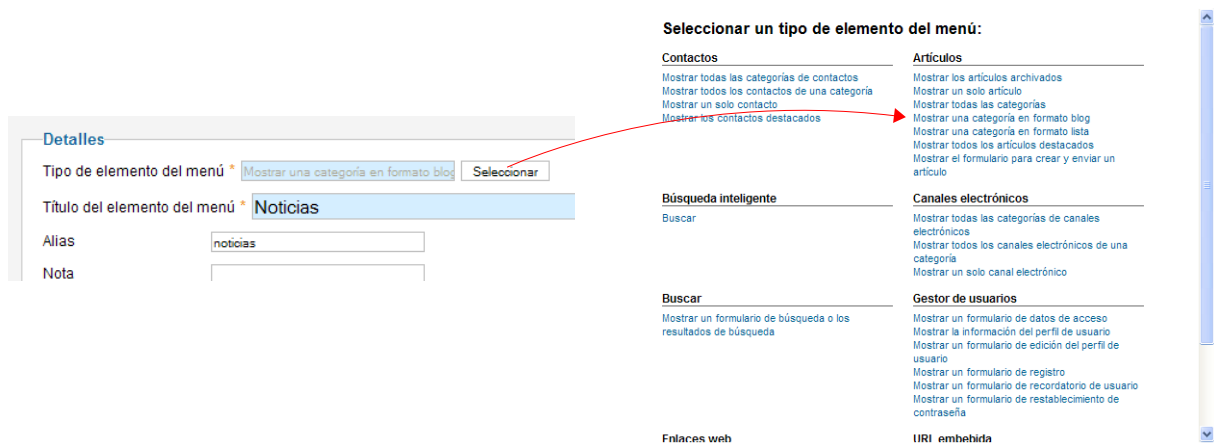 Detalles
Tipo de elemento del menú * Mostrar una categoría en formato blog Seleccionar
Título del elemento del menú * Noticias
Alias noticias
Nota
Seleccionar un tipo de elemento del menú:
Contactos
Mostrar todas las categorías de contactos
Mostrar todos los contactos de una categoría
Mostrar un solo contacto
Mostrar los contactos destacados
Artículos
Mostrar los artículos archivados
Mostrar un solo artículo
Mostrar todas las categorías
Mostrar una categoría en formato blog
Mostrar una categoría en formato lista
Mostrar todos los artículos destacados
Mostrar el formulario para crear y enviar un
artículo
Búsqueda inteligente
Buscar
Canales electrónicos
Mostrar todas las categorías de canales
electrónicos
Mostrar todos los canales electrónicos de una
categoría
Mostrar un solo canal electrónico
Buscar
Mostrar un formulario de búsqueda o los
resultados de búsqueda
Gestor de usuarios
Mostrar un formulario de datos de acceso
Mostrar la información del perfil de usuario
Mostrar un formulario de edición del perfil de
usuario
Mostrar un formulario de registro
Mostrar un formulario de recordatorio de usuario
Mostrar un formulario de restablecimiento de
contraseña
Enlaces web
URL embebida